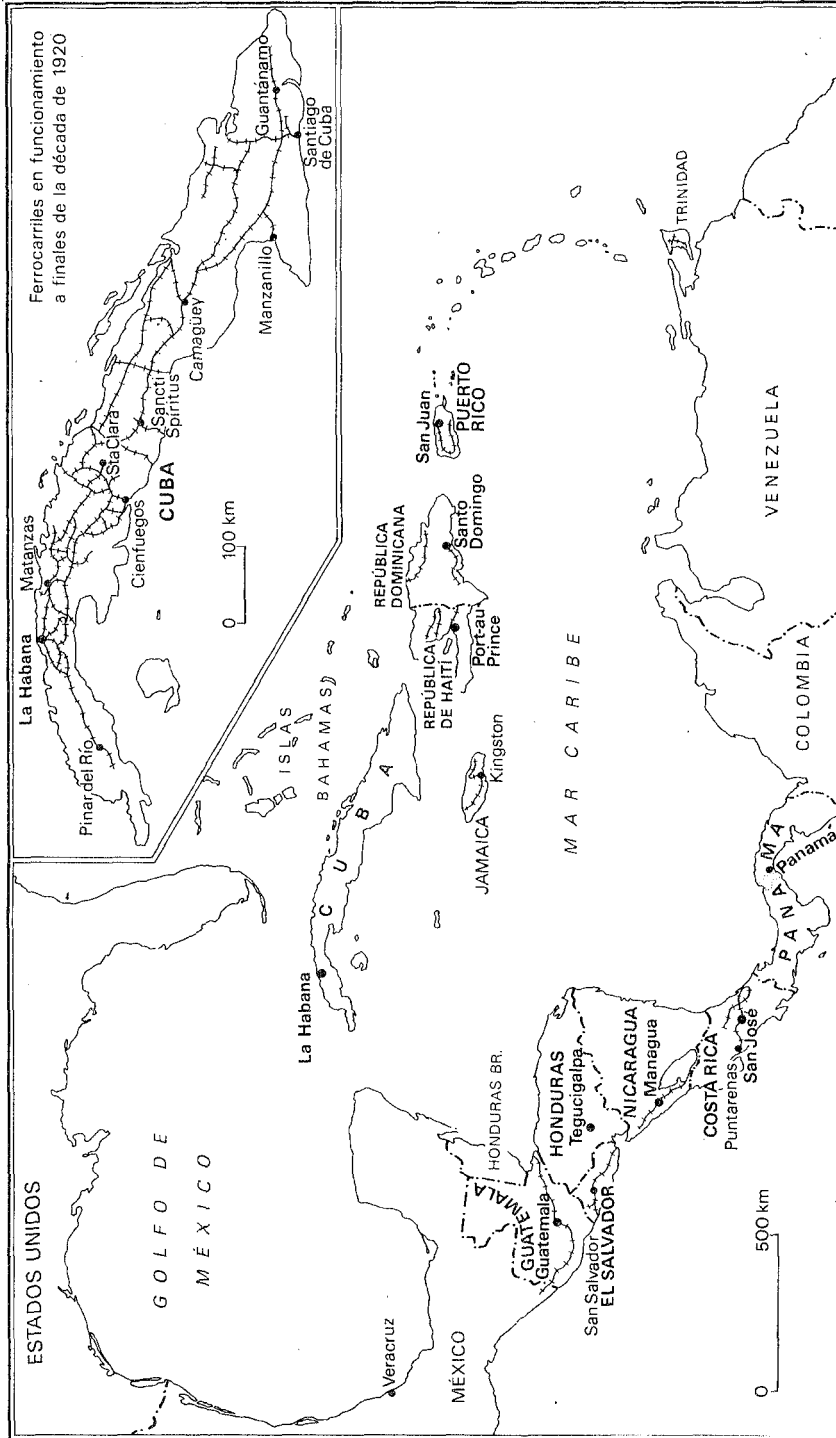 Ferrocarriles en funcionamiento
a finales de la década de 1920
La Habana
Matanzas
Pinar del Río
Cienfuegos
Sta Clara
Sancti
Spíritus
Camagüey
Manzanillo
Guantánamo
Santiago
de Cuba
CUBA
0 100 km
ESTADOS UNIDOS
GOLFO DE
MÉXICO
Veracruz
MÉXICO
La Habana
CUBA
ISLAS
BAHAMAS
JAMAICA
Kingston
REPÚBLICA
DE HAITÍ
Port-au
Prince
REPÚBLICA
DOMINICANA
Santo
Domingo
San Juan
PUERTO
RICO
MAR CARIBE
HONDURAS BR.
GUATEMALA
Guatemala
San Salvador
EL SALVADOR
HONDURAS
Tegucigalpa
NICARAGUA
Managua
COSTA RICA
Puntarenas
San José
PANAMA
Panamá
COLOMBIA
VENEZUELA
TRINIDAD
0 500 km